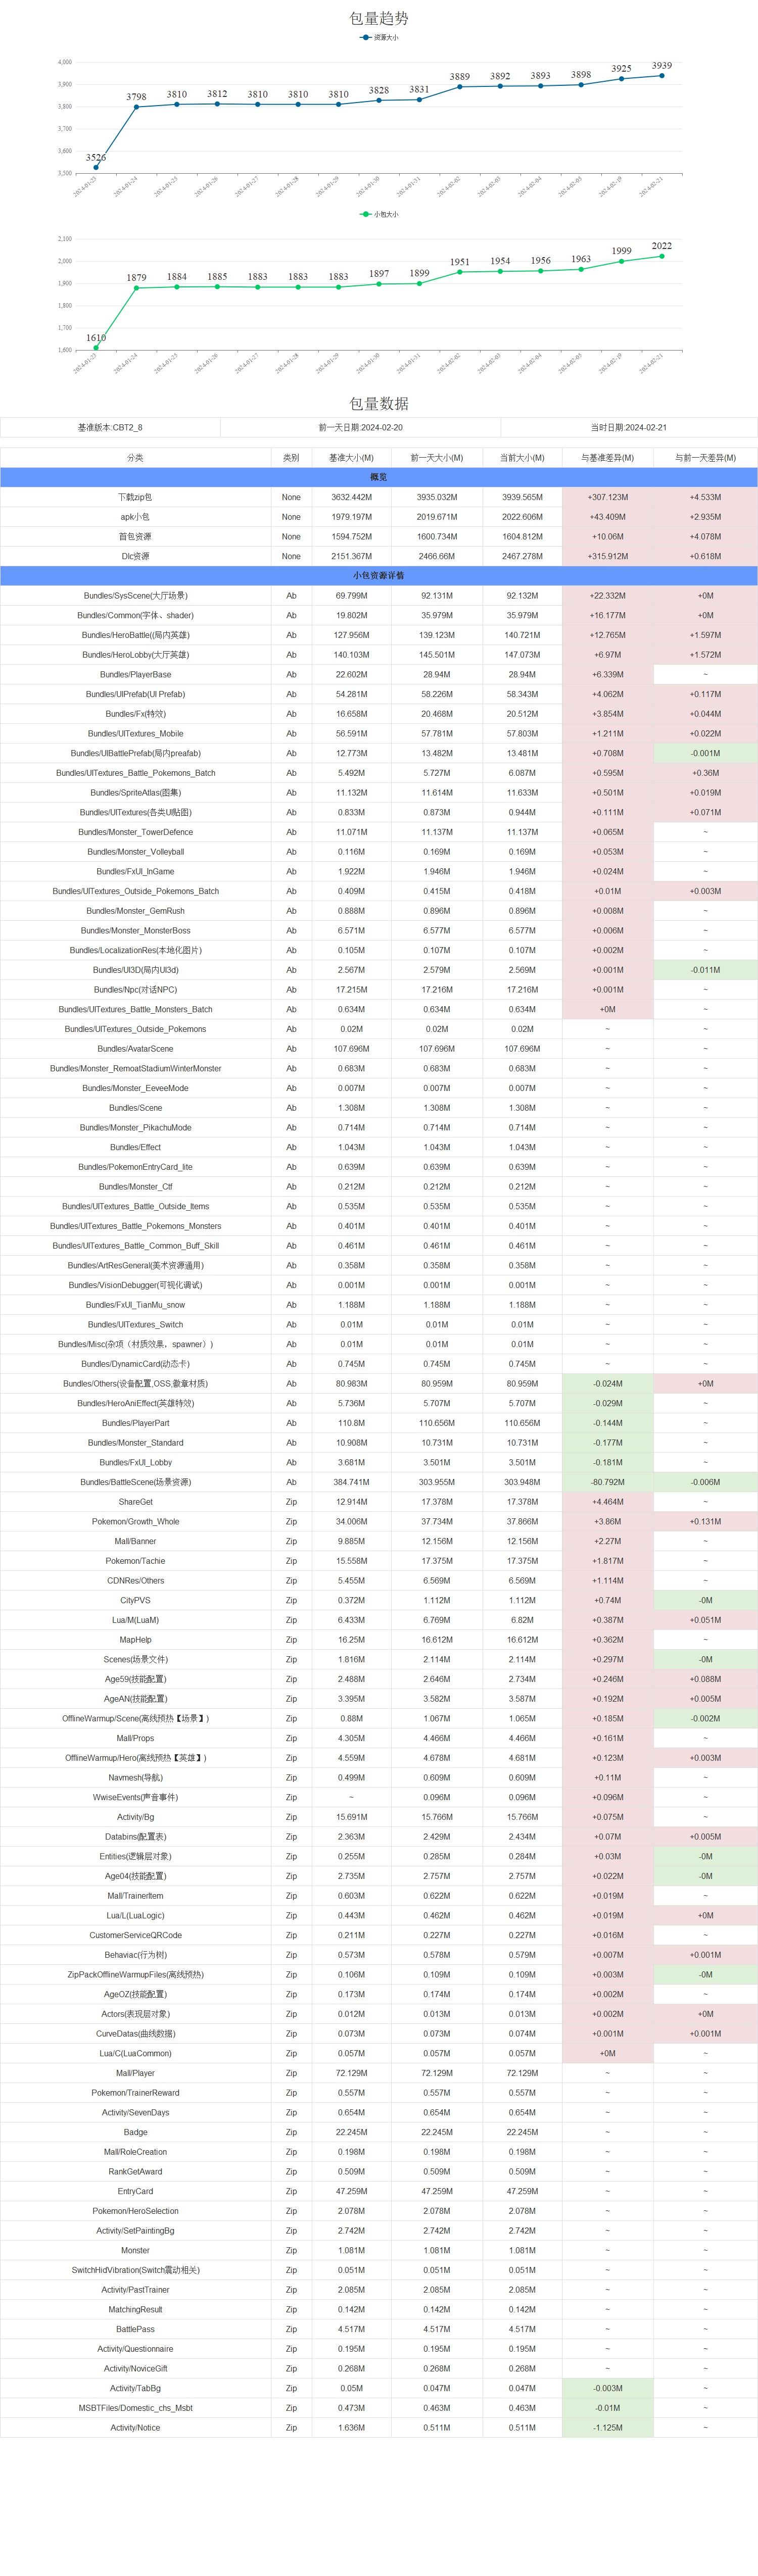 包量趋势
资源大小
4,000
3,900
3,800
3,700
3,600
3,500
3526 3798 3810 3812 3810 3810 3810 3828 3831 3889 3892 3893 3898 3925 3939
2024-01-23 2024-01-24 2024-01-25 2024-01-26 2024-01-27 2024-01-28 2024-01-29 2024-01-30 2024-01-31 2024-02-02 2024-02-03 2024-02-04 2024-02-05 2024-02-19 2024-02-21
小包大小
2,100
2,000
1,900
1,800
1,700
1,600
1610 1879 1884 1885 1883 1883 1883 1897 1899 1951 1954 1956 1963 1999 2022
2024-01-23 2024-01-24 2024-01-25 2024-01-26 2024-01-27 2024-01-28 2024-01-29 2024-01-30 2024-01-31 2024-02-02 2024-02-03 2024-02-04 2024-02-05 2024-02-19 2024-02-21
包量数据
基准版本:CBT2_8 前一天日期:2024-02-20 当时日期:2024-02-21
分类 类别 基准大小(M) 前一天大小(M) 当前大小(M) 与基准差异(M) 与前一天差异(M)
概览
下载zip包 None 3632.442M 3935.032M 3939.565M +307.123M +4.533M
apk小包 None 1979.197M 2019.671M 2022.606M +43.409M +2.935M
首包资源 None 1594.752M 1600.734M 1604.812M +10.06M +4.078M
Dlc资源 None 2151.367M 2466.66M 2467.278M +315.912M +0.618M
小包资源详情
Bundles/SysScene(大厅场景) Ab 69.799M 92.131M 92.132M +22.332M +0M
Bundles/Common(字体、shader) Ab 19.802M 35.979M 35.979M +16.177M +0M
Bundles/HeroBattle((局内英雄) Ab 127.956M 139.123M 140.721M +12.765M +1.597M
Bundles/HeroLobby(大厅英雄) Ab 140.103M 145.501M 147.073M +6.97M +1.572M
Bundles/PlayerBase Ab 22.602M 28.94M 28.94M +6.339M ~
Bundles/UIPrefab(UI Prefab) Ab 54.281M 58.226M 58.343M +4.062M +0.117M
Bundles/Fx(特效) Ab 16.658M 20.468M 20.512M +3.854M +0.044M
Bundles/UITextures_Mobile Ab 56.591M 57.781M 57.803M +1.211M +0.022M
Bundles/UIBattlePrefab(局内preafab) Ab 12.773M 13.482M 13.481M +0.708M -0.001M
Bundles/UITextures_Battle_Pokemons_Batch Ab 5.492M 5.727M 6.087M +0.595M +0.36M
Bundles/SpriteAtlas(图集) Ab 11.132M 11.614M 11.633M +0.501M +0.019M
Bundles/UITextures(各类UI贴图) Ab 0.833M 0.873M 0.944M +0.111M +0.071M
Bundles/Monster_TowerDefence Ab 11.071M 11.137M 11.137M +0.065M ~
Bundles/Monster_Volleyball Ab 0.116M 0.169M 0.169M +0.053M ~
Bundles/FxUI_InGame Ab 1.922M 1.946M 1.946M +0.024M ~
Bundles/UITextures_Outside_Pokemons_Batch Ab 0.409M 0.415M 0.418M +0.01M +0.003M
Bundles/Monster_GemRush Ab 0.888M 0.896M 0.896M +0.008M ~
Bundles/Monster_MonsterBoss Ab 6.571M 6.577M 6.577M +0.006M ~
Bundles/LocalizationRes(本地化图片) Ab 0.105M 0.107M 0.107M +0.002M ~
Bundles/UI3D(局内UI3d) Ab 2.567M 2.579M 2.569M +0.001M -0.011M
Bundles/Npc(对话NPC) Ab 17.215M 17.216M 17.216M +0.001M ~
Bundles/UITextures_Battle_Monsters_Batch Ab 0.634M 0.634M 0.634M +0M ~
Bundles/UITextures_Outside_Pokemons Ab 0.02M 0.02M 0.02M ~ ~
Bundles/AvatarScene Ab 107.696M 107.696M 107.696M ~ ~
Bundles/Monster_RemoatStadiumWinterMonster Ab 0.683M 0.683M 0.683M ~ ~
Bundles/Monster_EeveeMode Ab 0.007M 0.007M 0.007M ~ ~
Bundles/Scene Ab 1.308M 1.308M 1.308M ~ ~
Bundles/Monster_PikachuMode Ab 0.714M 0.714M 0.714M ~ ~
Bundles/Effect Ab 1.043M 1.043M 1.043M ~ ~
Bundles/PokemonEntryCard_lite Ab 0.639M 0.639M 0.639M ~ ~
Bundles/Monster_Ctf Ab 0.212M 0.212M 0.212M ~ ~
Bundles/UITextures_Battle_Outside_Items Ab 0.535M 0.535M 0.535M ~ ~
Bundles/UITextures_Battle_Pokemons_Monsters Ab 0.401M 0.401M 0.401M ~ ~
Bundles/UITextures_Battle_Common_Buff_Skill Ab 0.461M 0.461M 0.461M ~ ~
Bundles/ArtResGeneral(美术资源通用) Ab 0.358M 0.358M 0.358M ~ ~
Bundles/VisionDebugger(可视化调试) Ab 0.001M 0.001M 0.001M ~ ~
Bundles/FxUI_TianMu_snow Ab 1.188M 1.188M 1.188M ~ ~
Bundles/UITextures_Switch Ab 0.01M 0.01M 0.01M ~ ~
Bundles/Misc(杂项（材质效果，spawner）) Ab 0.01M 0.01M 0.01M ~ ~
Bundles/DynamicCard(动态卡) Ab 0.745M 0.745M 0.745M ~ ~
Bundles/Others(设备配置,OSS,徽章材质) Ab 80.983M 80.959M 80.959M -0.024M +0M
Bundles/HeroAniEffect(英雄特效) Ab 5.736M 5.707M 5.707M -0.029M ~
Bundles/PlayerPart Ab 110.8M 110.656M 110.656M -0.144M ~
Bundles/Monster_Standard Ab 10.908M 10.731M 10.731M -0.177M ~
Bundles/FxUI_Lobby Ab 3.681M 3.501M 3.501M -0.181M ~
Bundles/BattleScene(场景资源) Ab 384.741M 303.955M 303.948M -80.792M -0.006M
ShareGet Zip 12.914M 17.378M 17.378M +4.464M ~
Pokemon/Growth_Whole Zip 34.006M 37.734M 37.866M +3.86M +0.131M
Mall/Banner Zip 9.885M 12.156M 12.156M +2.27M ~
Pokemon/Tachie Zip 15.558M 17.375M 17.375M +1.817M ~
CDNRes/Others Zip 5.455M 6.569M 6.569M +1.114M ~
CityPVS Zip 0.372M 1.112M 1.112M +0.74M -0M
Lua/M(LuaM) Zip 6.433M 6.769M 6.82M +0.387M +0.051M
MapHelp Zip 16.25M 16.612M 16.612M +0.362M ~
Scenes(场景文件) Zip 1.816M 2.114M 2.114M +0.297M -0M
Age59(技能配置) Zip 2.488M 2.646M 2.734M +0.246M +0.088M
AgeAN(技能配置) Zip 3.395M 3.582M 3.587M +0.192M +0.005M
OfflineWarmup/Scene(离线预热【场景】) Zip 0.88M 1.067M 1.065M +0.185M -0.002M
Mall/Props Zip 4.305M 4.466M 4.466M +0.161M ~
OfflineWarmup/Hero(离线预热【英雄】) Zip 4.559M 4.678M 4.681M +0.123M +0.003M
Navmesh(导航) Zip 0.499M 0.609M 0.609M +0.11M ~
WwiseEvents(声音事件) Zip ~ 0.096M 0.096M +0.096M ~
Activity/Bg Zip 15.691M 15.766M 15.766M +0.075M ~
Databins(配置表) Zip 2.363M 2.429M 2.434M +0.07M +0.005M
Entities(逻辑层对象) Zip 0.255M 0.285M 0.284M +0.03M -0M
Age04(技能配置) Zip 2.735M 2.757M 2.757M +0.022M -0M
Mall/TrainerItem Zip 0.603M 0.622M 0.622M +0.019M ~
Lua/L(LuaLogic) Zip 0.443M 0.462M 0.462M +0.019M +0M
CustomerServiceQRCode Zip 0.211M 0.227M 0.227M +0.016M ~
Behaviac(行为树) Zip 0.573M 0.578M 0.579M +0.007M +0.001M
ZipPackOfflineWarmupFiles(离线预热) Zip 0.106M 0.109M 0.109M +0.003M -0M
AgeOZ(技能配置) Zip 0.173M 0.174M 0.174M +0.002M ~
Actors(表现层对象) Zip 0.012M 0.013M 0.013M +0.002M +0M
CurveDatas(曲线数据) Zip 0.073M 0.073M 0.074M +0.001M +0.001M
Lua/C(LuaCommon) Zip 0.057M 0.057M 0.057M +0M ~
Mall/Player Zip 72.129M 72.129M 72.129M ~ ~
Pokemon/TrainerReward Zip 0.557M 0.557M 0.557M ~ ~
Activity/SevenDays Zip 0.654M 0.654M 0.654M ~ ~
Badge Zip 22.245M 22.245M 22.245M ~ ~
Mall/RoleCreation Zip 0.198M 0.198M 0.198M ~ ~
RankGetAward Zip 0.509M 0.509M 0.509M ~ ~
EntryCard Zip 47.259M 47.259M 47.259M ~ ~
Pokemon/HeroSelection Zip 2.078M 2.078M 2.078M ~ ~
Activity/SetPaintingBg Zip 2.742M 2.742M 2.742M ~ ~
Monster Zip 1.081M 1.081M 1.081M ~ ~
SwitchHidVibration(Switch震动相关) Zip 0.051M 0.051M 0.051M ~ ~
Activity/PastTrainer Zip 2.085M 2.085M 2.085M ~ ~
MatchingResult Zip 0.142M 0.142M 0.142M ~ ~
BattlePass Zip 4.517M 4.517M 4.517M ~ ~
Activity/Questionnaire Zip 0.195M 0.195M 0.195M ~ ~
Activity/NoviceGift Zip 0.268M 0.268M 0.268M ~ ~
Activity/TabBg Zip 0.05M 0.047M 0.047M -0.003M ~
MSBTFiles/Domestic_chs_Msbt Zip 0.473M 0.463M 0.463M -0.01M ~
Activity/Notice Zip 1.636M 0.511M 0.511M -1.125M ~